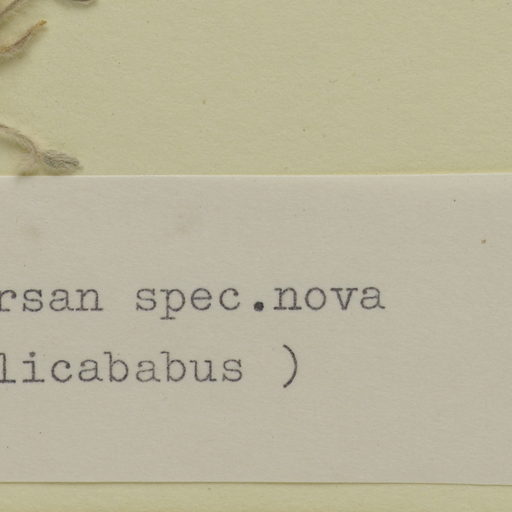 rsan spec.nova
licababus )